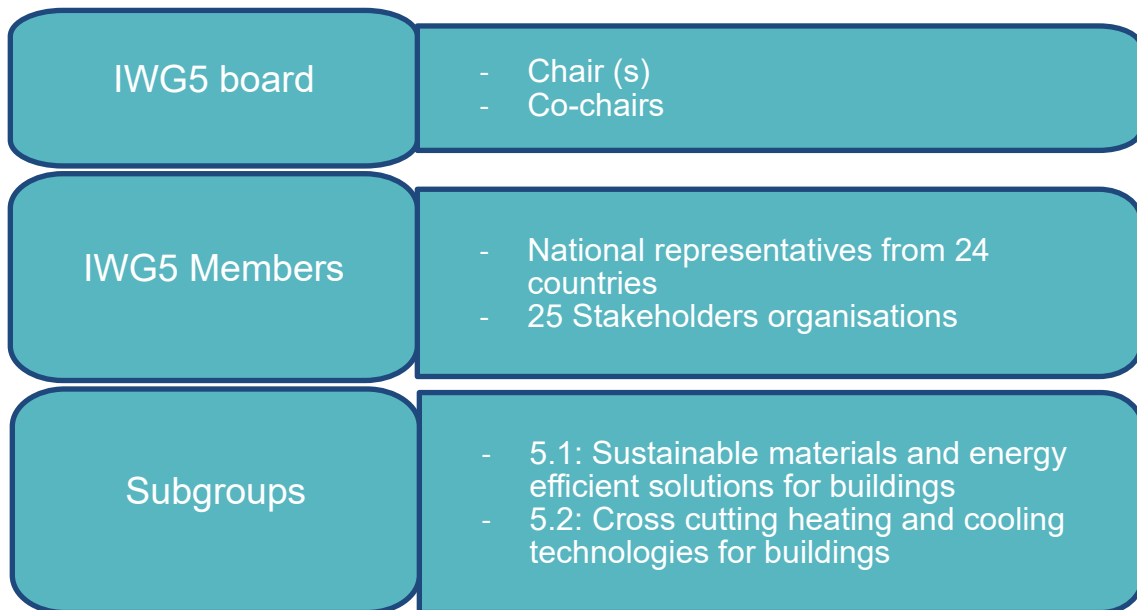 IWG5 board
- Chair (s)
- Co-chairs
IWG5 Members
- National representatives from 24
countries
- 25 Stakeholders organisations
Subgroups
- 5.1: Sustainable materials and energy
efficient solutions for buildings
- 5.2: Cross cutting heating and cooling
technologies for buildings